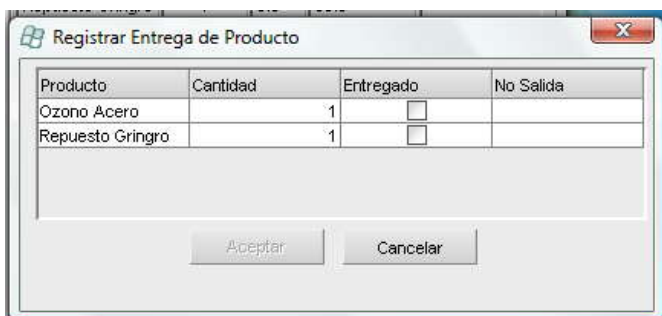 Registrar Entrega de Producto
Producto Cantidad Entregado No Salida
Ozono Acero 1
Repuesto Gringro 1
Aceptar Cancelar